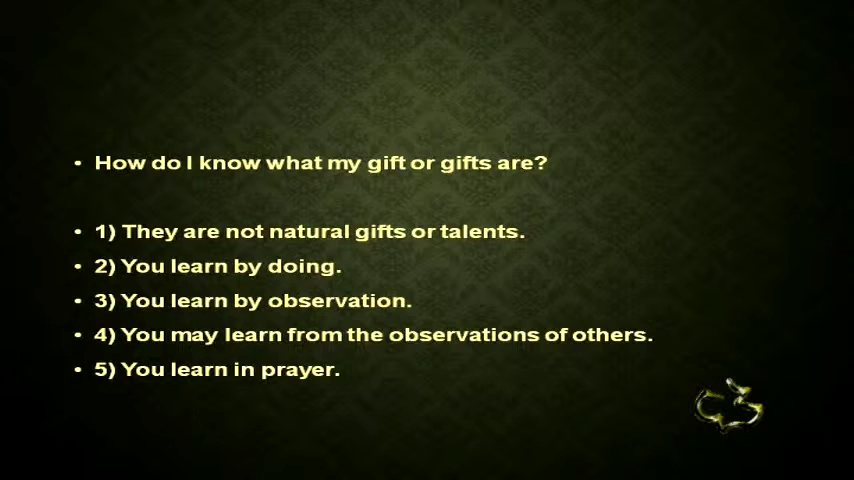 • How do I know what my gift or gifts are?
• 1) They are not natural gifts or talents.
• 2) You learn by doing.
• 3) You learn by observation.
• 4) You may learn from the observations of others.
• 5) You learn in prayer.
C3